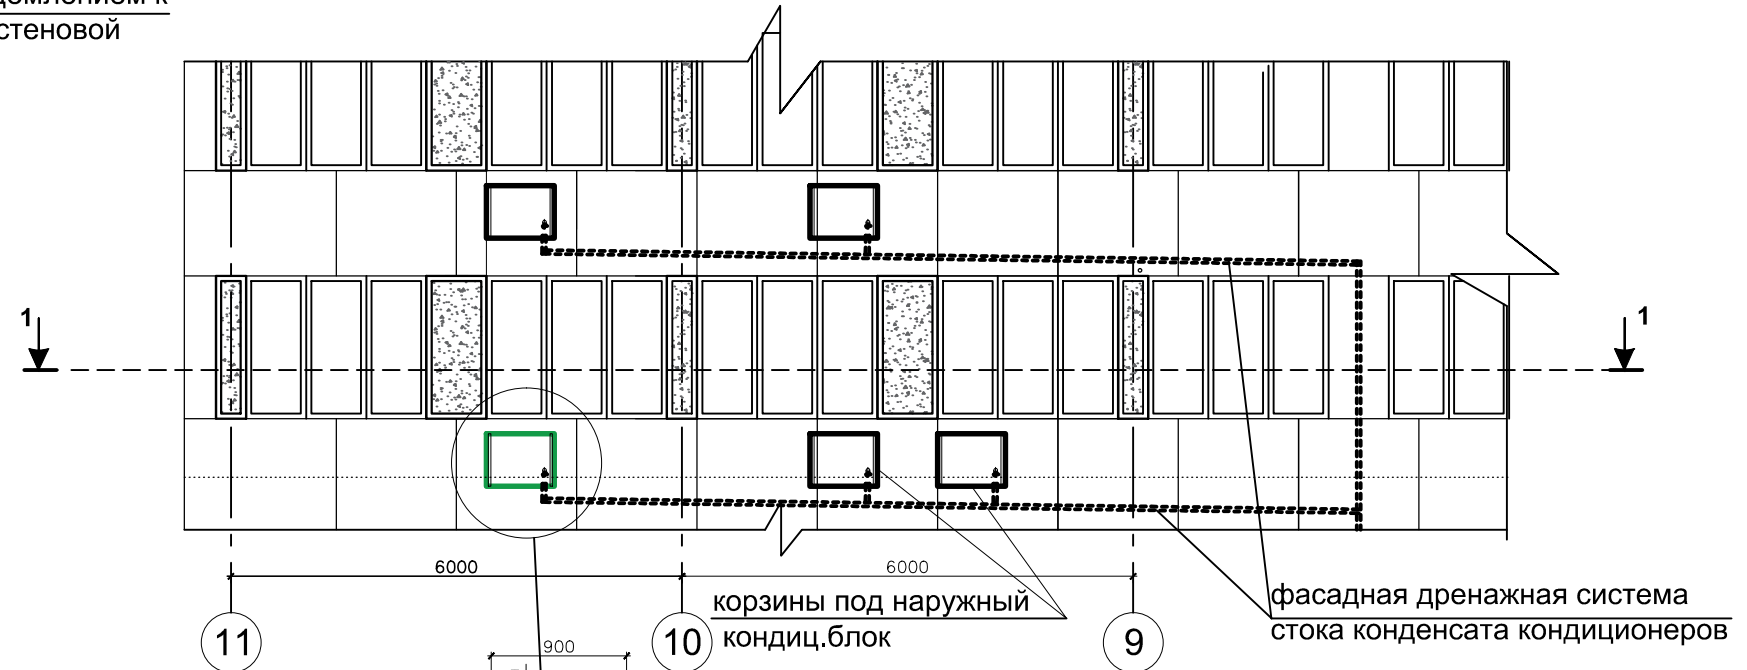 стеновой
1
1
6000
6000
корзины под наружный
кондиц.блок
фасадная дренажная система
стока конденсата кондиционеров
11
10
9
900